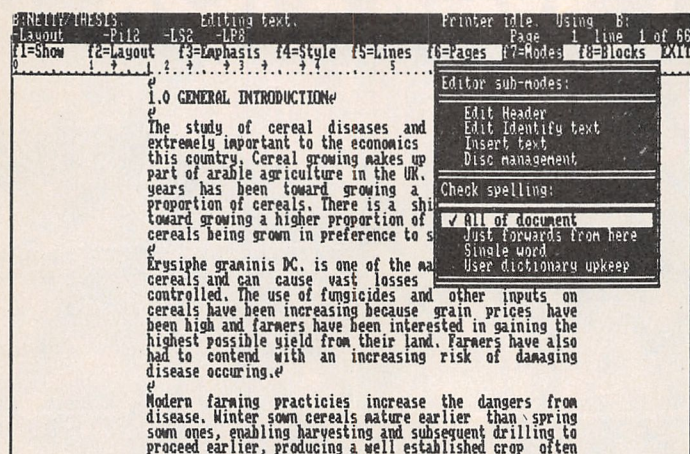 B:NETTY/THESIS. Editing text. Printer idle. Using B:
-Layout -Pi12 -LS2 -LP8 Page 1 line 1 of 66
f1=Show f2=Layout f3=Emphasis f4=Style f5=Lines f6=Pages f7=Modes f8=Blocks EXIT
0 1 2 3 4 5
1.0 GENERAL INTRODUCTION
The study of cereal diseases and
extremely important to the economics
this country. Cereal growing makes up
part of arable agriculture in the UK.
years has been toward growing a
proportion of cereals. There is a shi
toward growing a higher proportion of
cereals being grown in preference to s
Erysiphe graminis DC. is one of the ma
cereals and can cause vast losses
controlled. The use of fungicides and other inputs on
cereals have been increasing because grain prices have
been high and farmers have been interested in gaining the
highest possible yield from their land. Farmers have also
had to contend with an increasing risk of damaging
disease occuring.
Modern farming practicies increase the dangers from
disease. Winter sown cereals mature earlier than spring
sown ones, enabling harvesting and subsequent drilling to
proceed earlier, producing a well established crop often
Editor sub-modes:
Edit Header
Edit Identify text
Insert text
Disc management
Check spelling:
✓ All of document
Just forwards from here
Single word
User dictionary upkeep